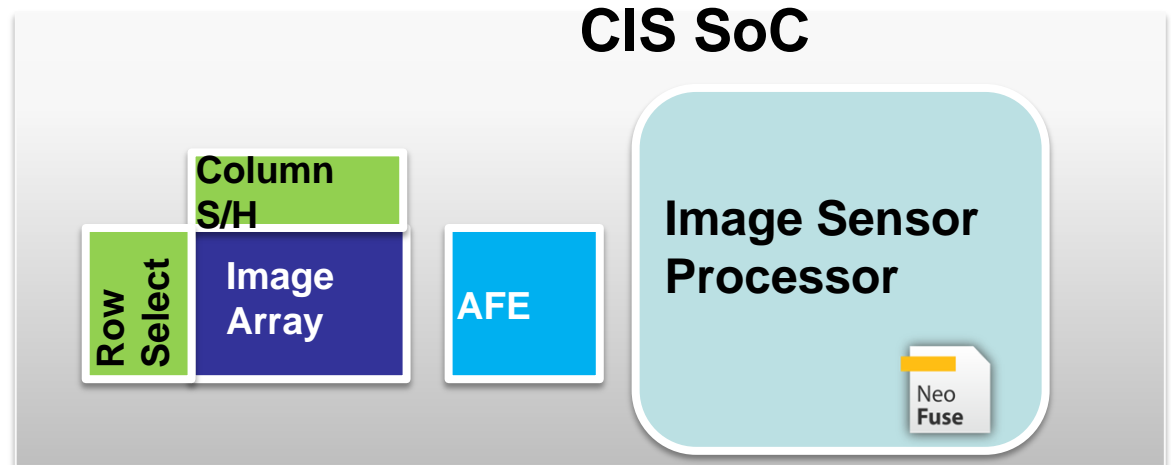 CIS SoC
Column
S/H
Row
Select
Image
Array
AFE
Image Sensor
Processor
Neo
Fuse